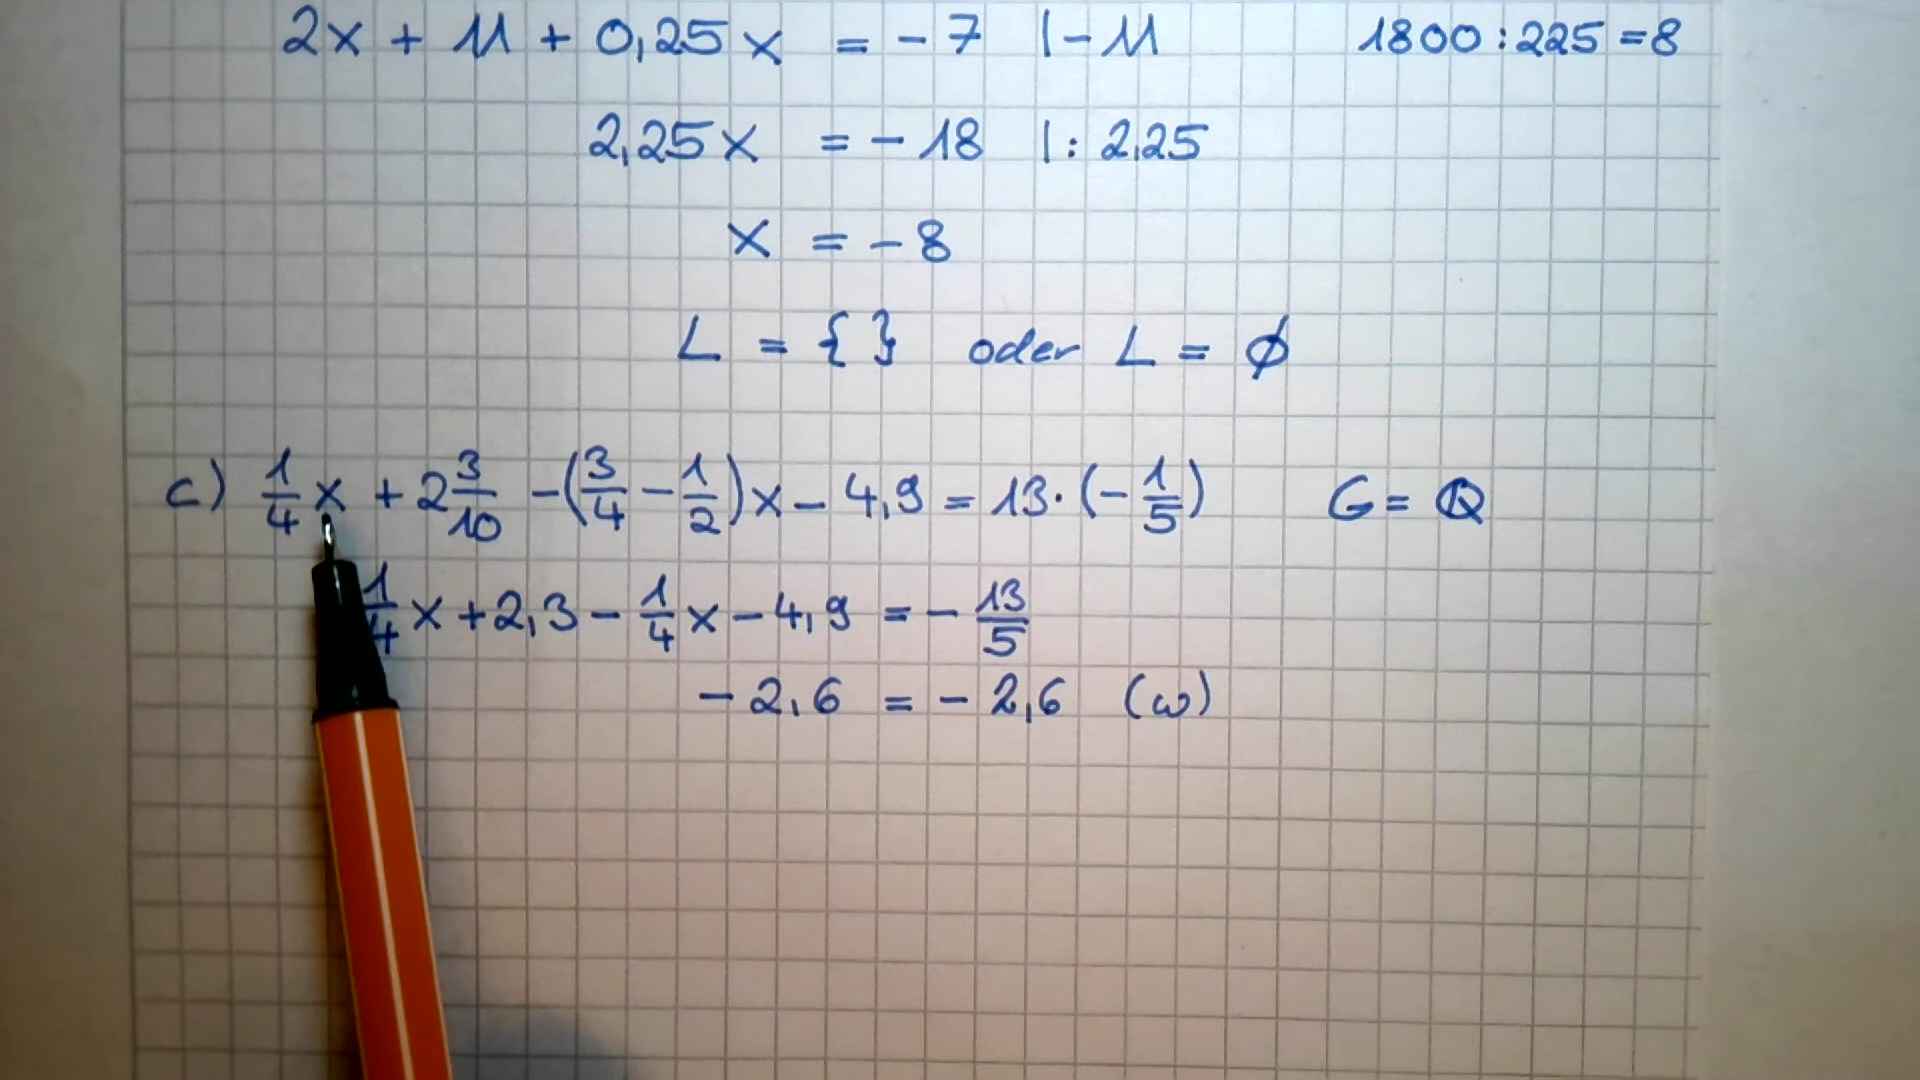 2x + 11 + 0,25x = -7 |-11 1800:225=8
2,25x = -18 |: 2,25
x = -8
L = { } oder L = ∅
c) 1/4 x + 2 3/10 - (3/4 - 1/2)x - 4,9 = 13·(-1/5) G = ℚ
1/4 x + 2,3 - 1/4 x - 4,9 = - 13/5
-2,6 = -2,6 (w)